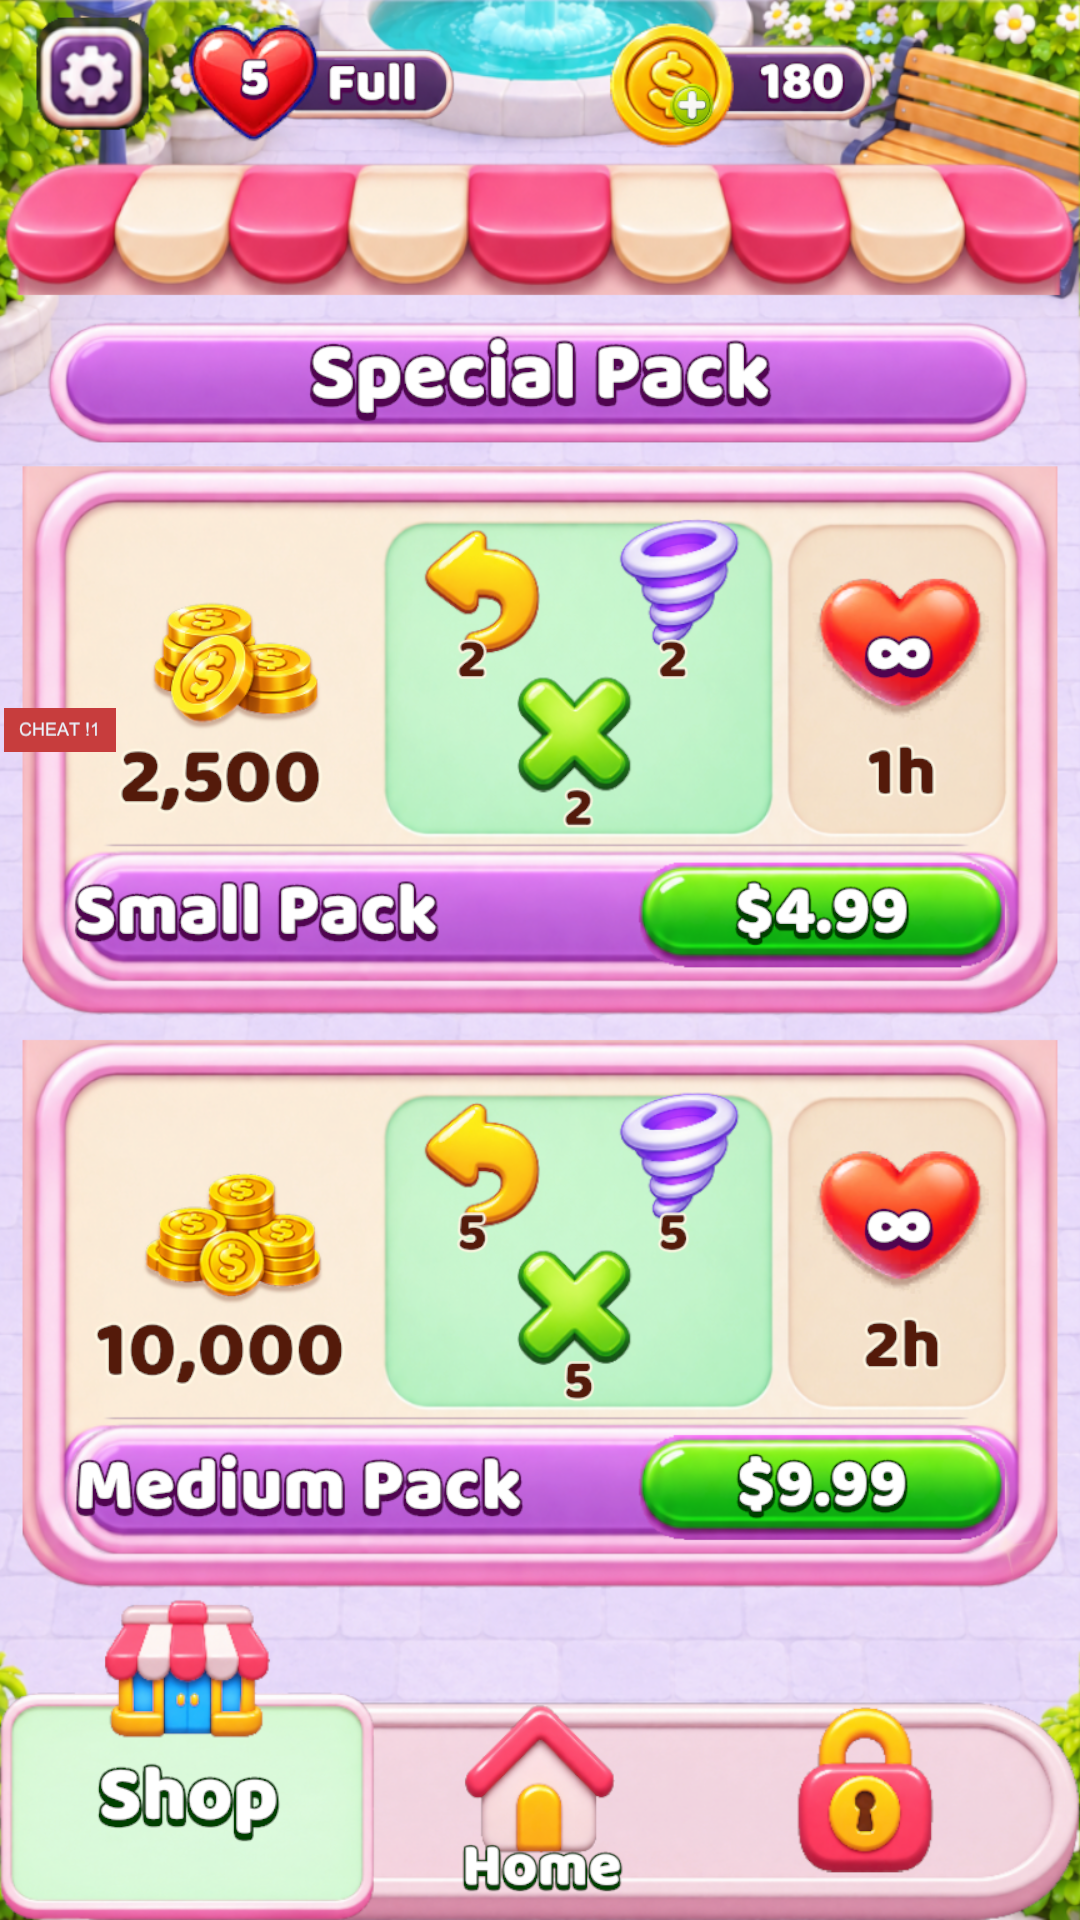 5 Full 180
Special Pack
2 2
∞
CHEAT !1
2,500
2
1h
Small Pack $4.99
5 5
∞
10,000
5
2h
Medium Pack $9.99
Shop
Home